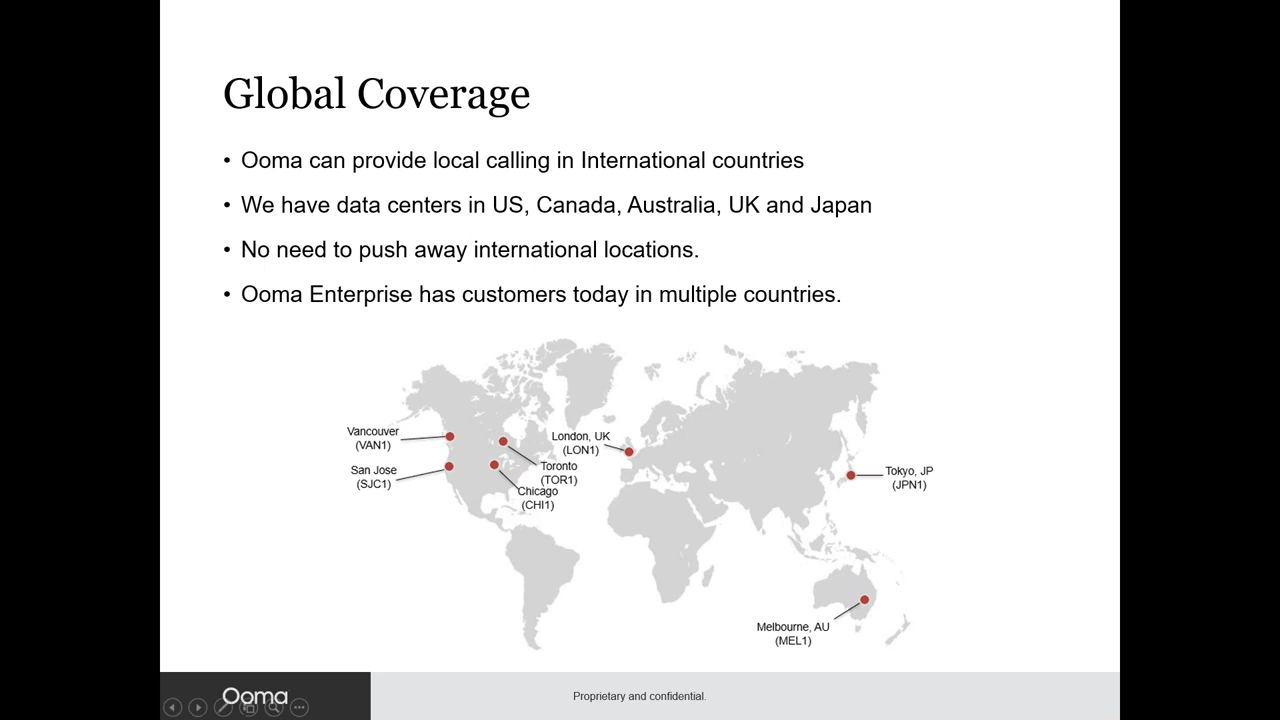 Global Coverage
• Ooma can provide local calling in International countries
• We have data centers in US, Canada, Australia, UK and Japan
• No need to push away international locations.
• Ooma Enterprise has customers today in multiple countries.
Vancouver
(VAN1)
San Jose
(SJC1)
London, UK
(LON1)
Toronto
(TOR1)
Chicago
(CHI1)
Tokyo, JP
(JPN1)
Melbourne, AU
(MEL1)
Ooma
Proprietary and confidential.